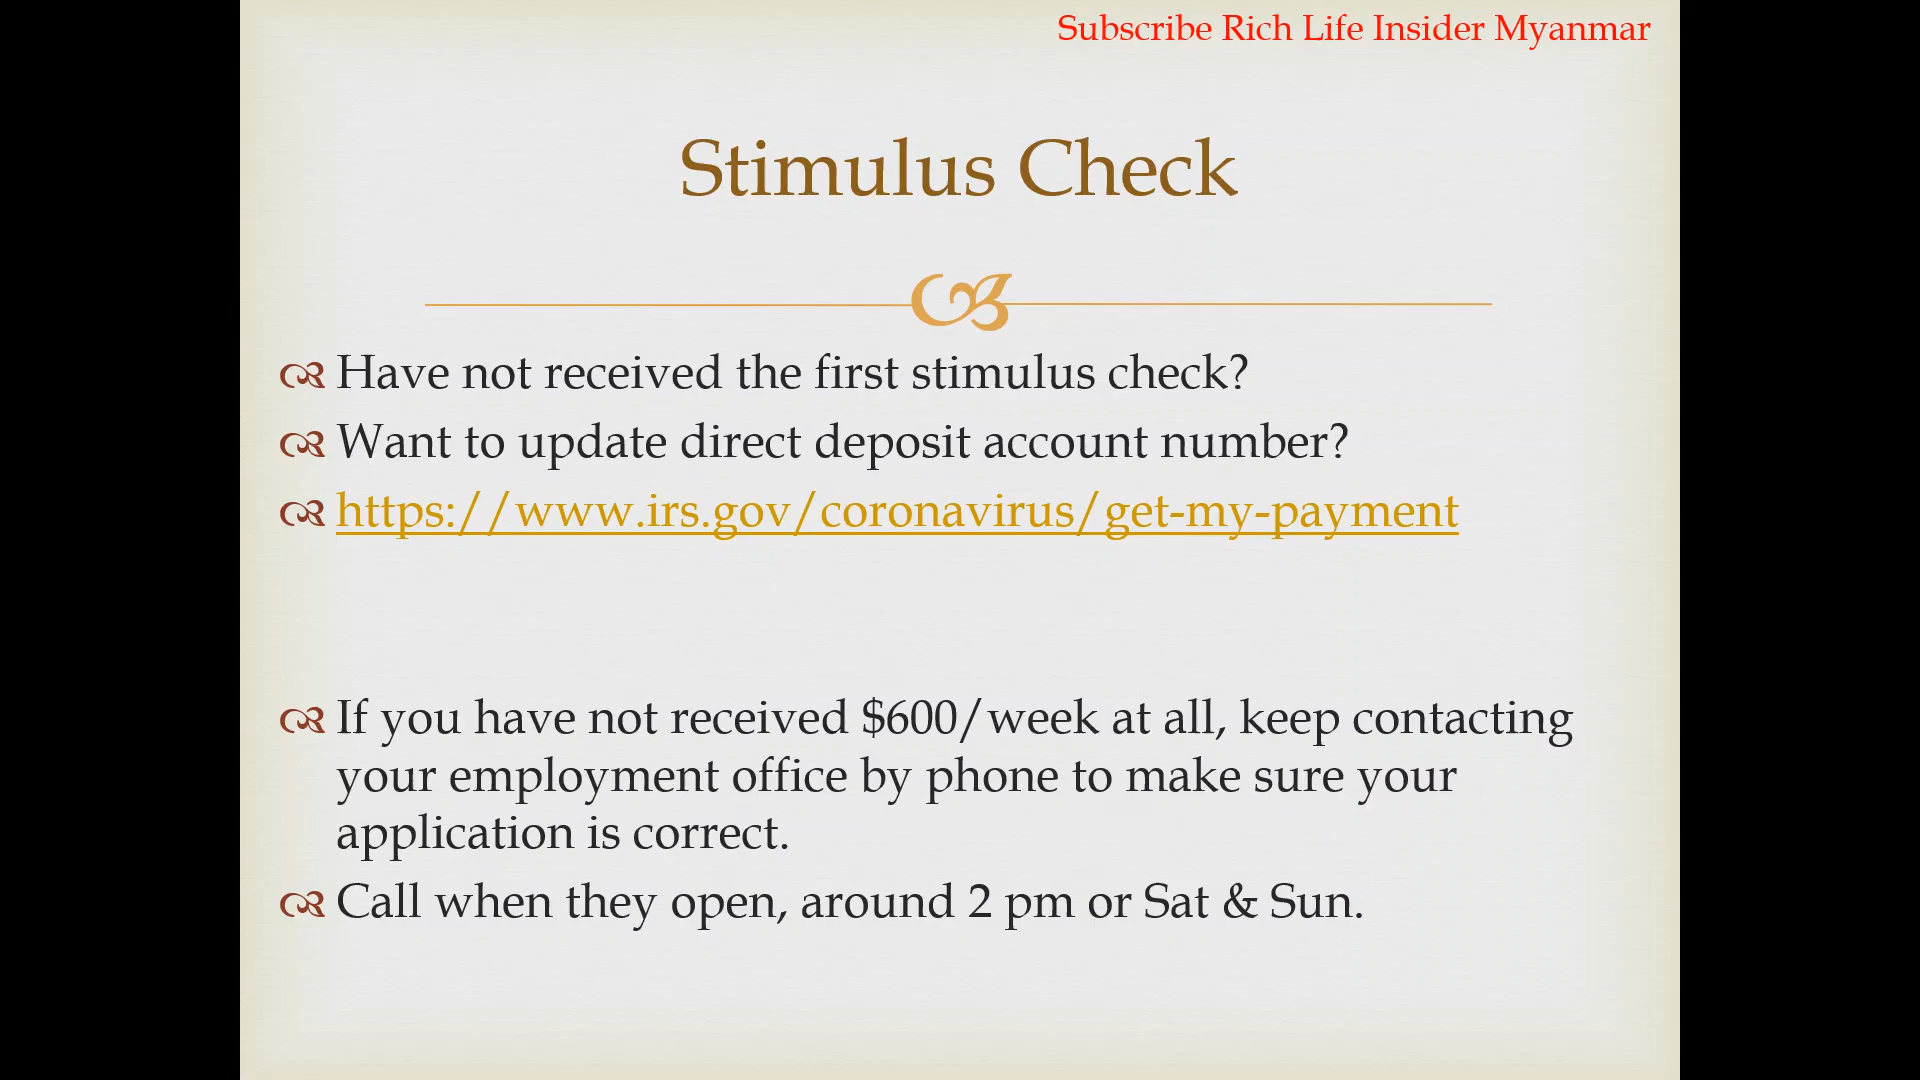 Subscribe Rich Life Insider Myanmar
Stimulus Check
Have not received the first stimulus check?
Want to update direct deposit account number?
https://www.irs.gov/coronavirus/get-my-payment
If you have not received $600/week at all, keep contacting
your employment office by phone to make sure your
application is correct.
Call when they open, around 2 pm or Sat & Sun.